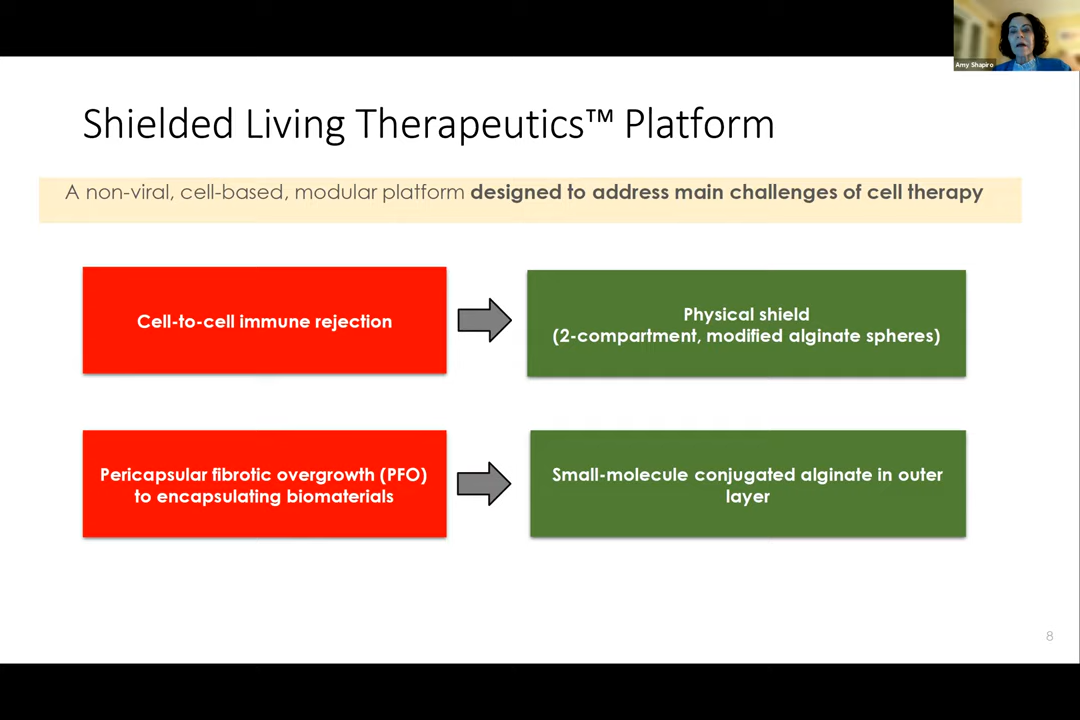 Amy Shapiro
Shielded Living Therapeutics™ Platform
A non-viral, cell-based, modular platform designed to address main challenges of cell therapy
Cell-to-cell immune rejection
Physical shield
(2-compartment, modified alginate spheres)
Pericapsular fibrotic overgrowth (PFO)
to encapsulating biomaterials
Small-molecule conjugated alginate in outer
layer
8